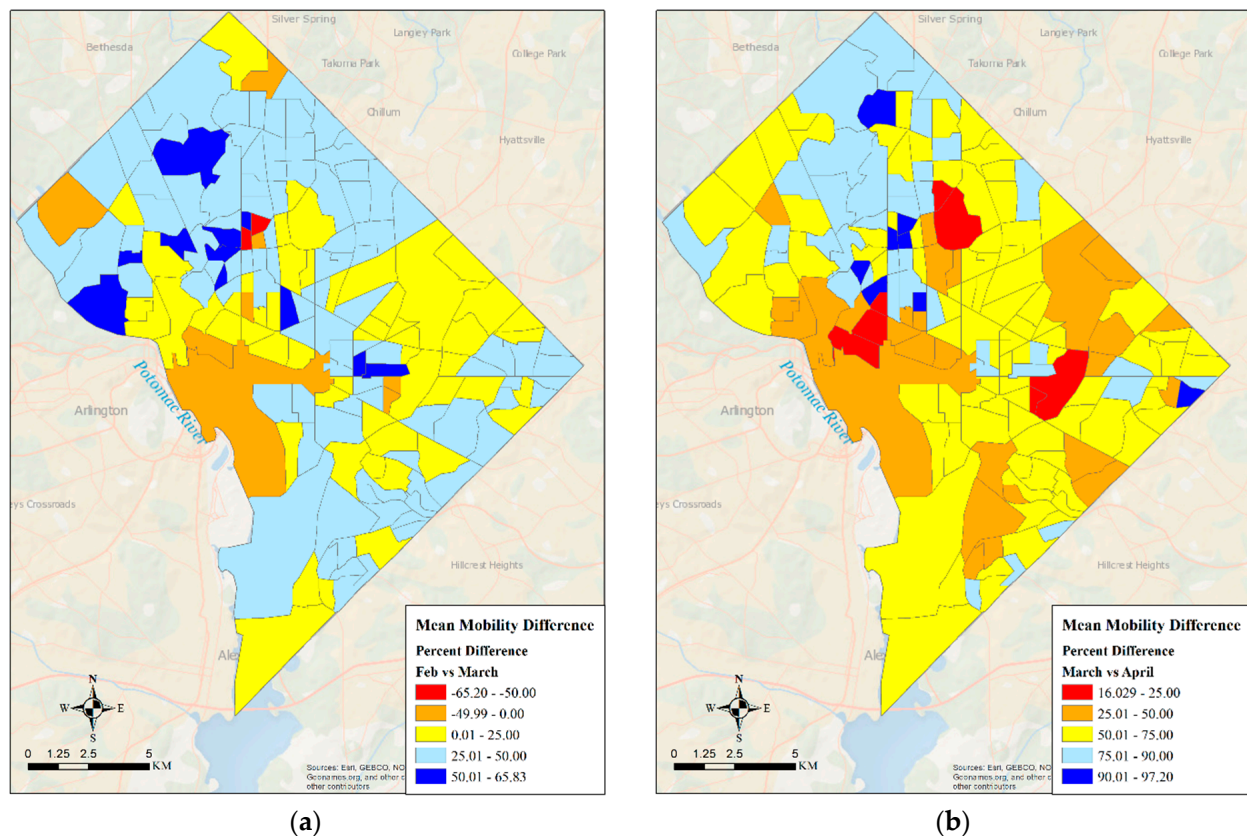 Silver Spring
Bethesda
Langley Park
College Park
Takoma Park
Chillum
Hyattsville
Potomac River
Arlington
eys Crossroads
Hillcrest Heights
Ale
Mean Mobility Difference
Percent Difference
Feb vs March
-65.20 - -50.00
-49.99 - 0.00
0.01 - 25.00
25.01 - 50.00
50.01 - 65.83
N
W E
S
0 1.25 2.5 5
KM
Sources: Esri, GEBCO, NO
Geonames.org, and other c
other contributors
(a)
Silver Spring
Bethesda
Langley Park
College Park
Takoma Park
Chillum
Hyattsville
Potomac River
Arlington
eys Crossroads
Hillcrest Heights
Ale
Mean Mobility Difference
Percent Difference
March vs April
16.029 - 25.00
25.01 - 50.00
50.01 - 75.00
75.01 - 90.00
90.01 - 97.20
N
W E
S
0 1.25 2.5 5
KM
Sources: Esri, GEBCO, NO
Geonames.org, and other c
other contributors
(b)